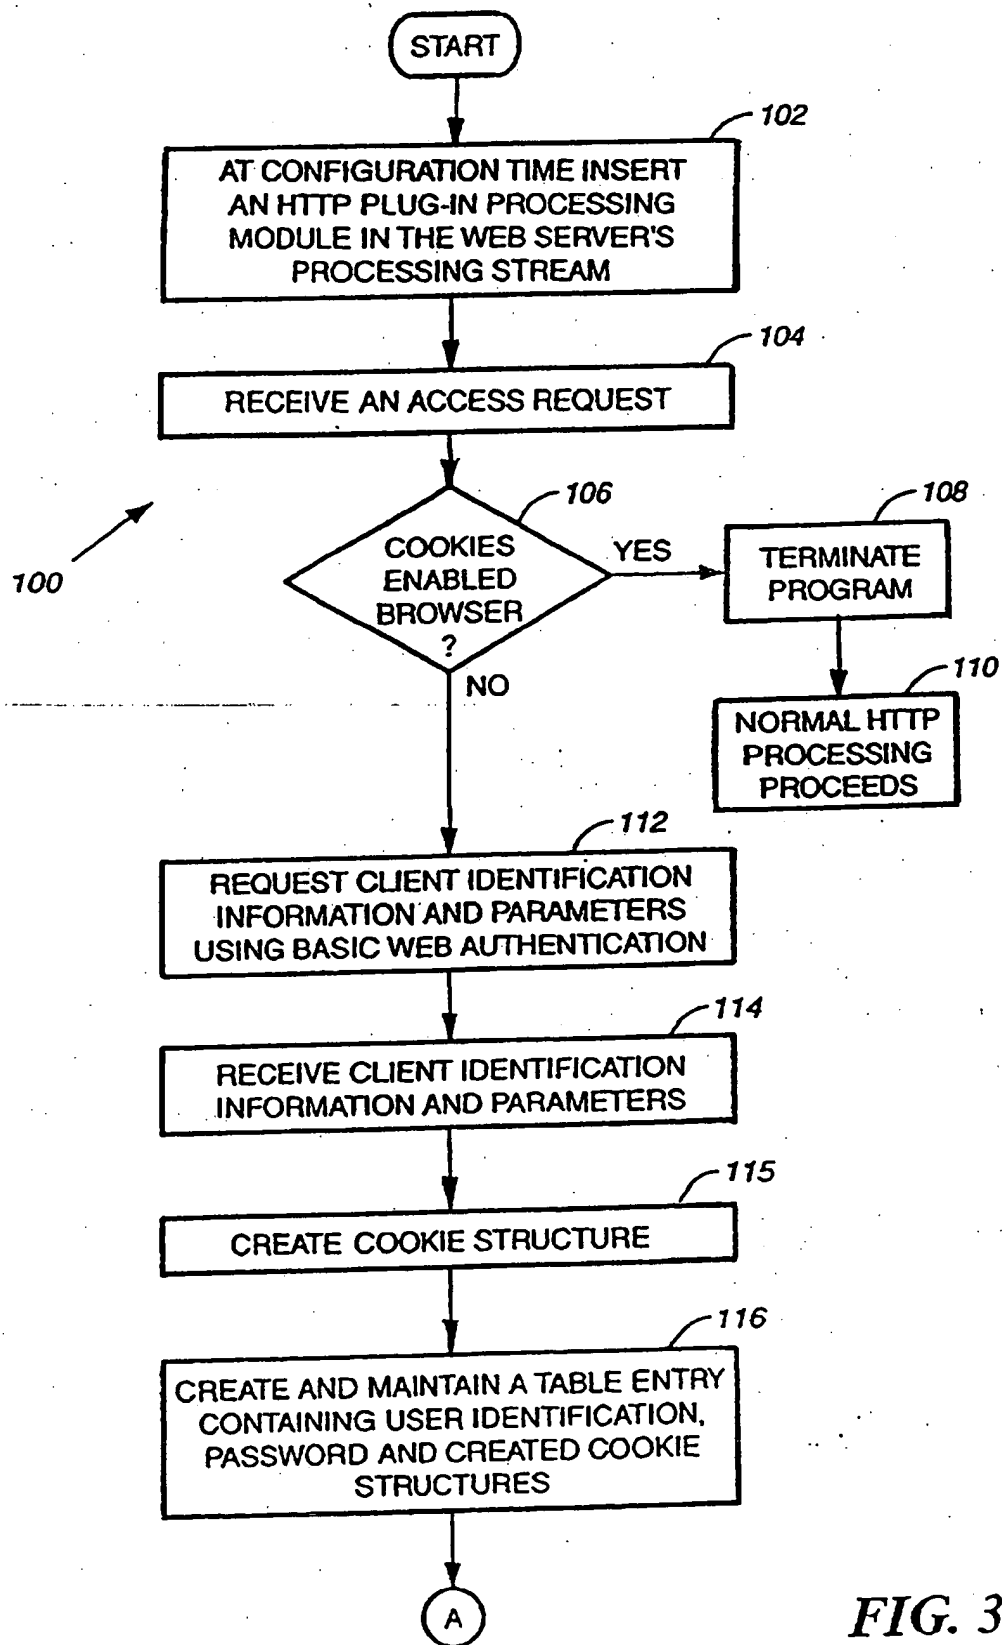 START
102
AT CONFIGURATION TIME INSERT
AN HTTP PLUG-IN PROCESSING
MODULE IN THE WEB SERVER'S
PROCESSING STREAM
104
RECEIVE AN ACCESS REQUEST
100
106
COOKIES
ENABLED
BROWSER
?
YES
NO
108
TERMINATE
PROGRAM
110
NORMAL HTTP
PROCESSING
PROCEEDS
112
REQUEST CLIENT IDENTIFICATION
INFORMATION AND PARAMETERS
USING BASIC WEB AUTHENTICATION
114
RECEIVE CLIENT IDENTIFICATION
INFORMATION AND PARAMETERS
115
CREATE COOKIE STRUCTURE
116
CREATE AND MAINTAIN A TABLE ENTRY
CONTAINING USER IDENTIFICATION,
PASSWORD AND CREATED COOKIE
STRUCTURES
A
FIG. 3